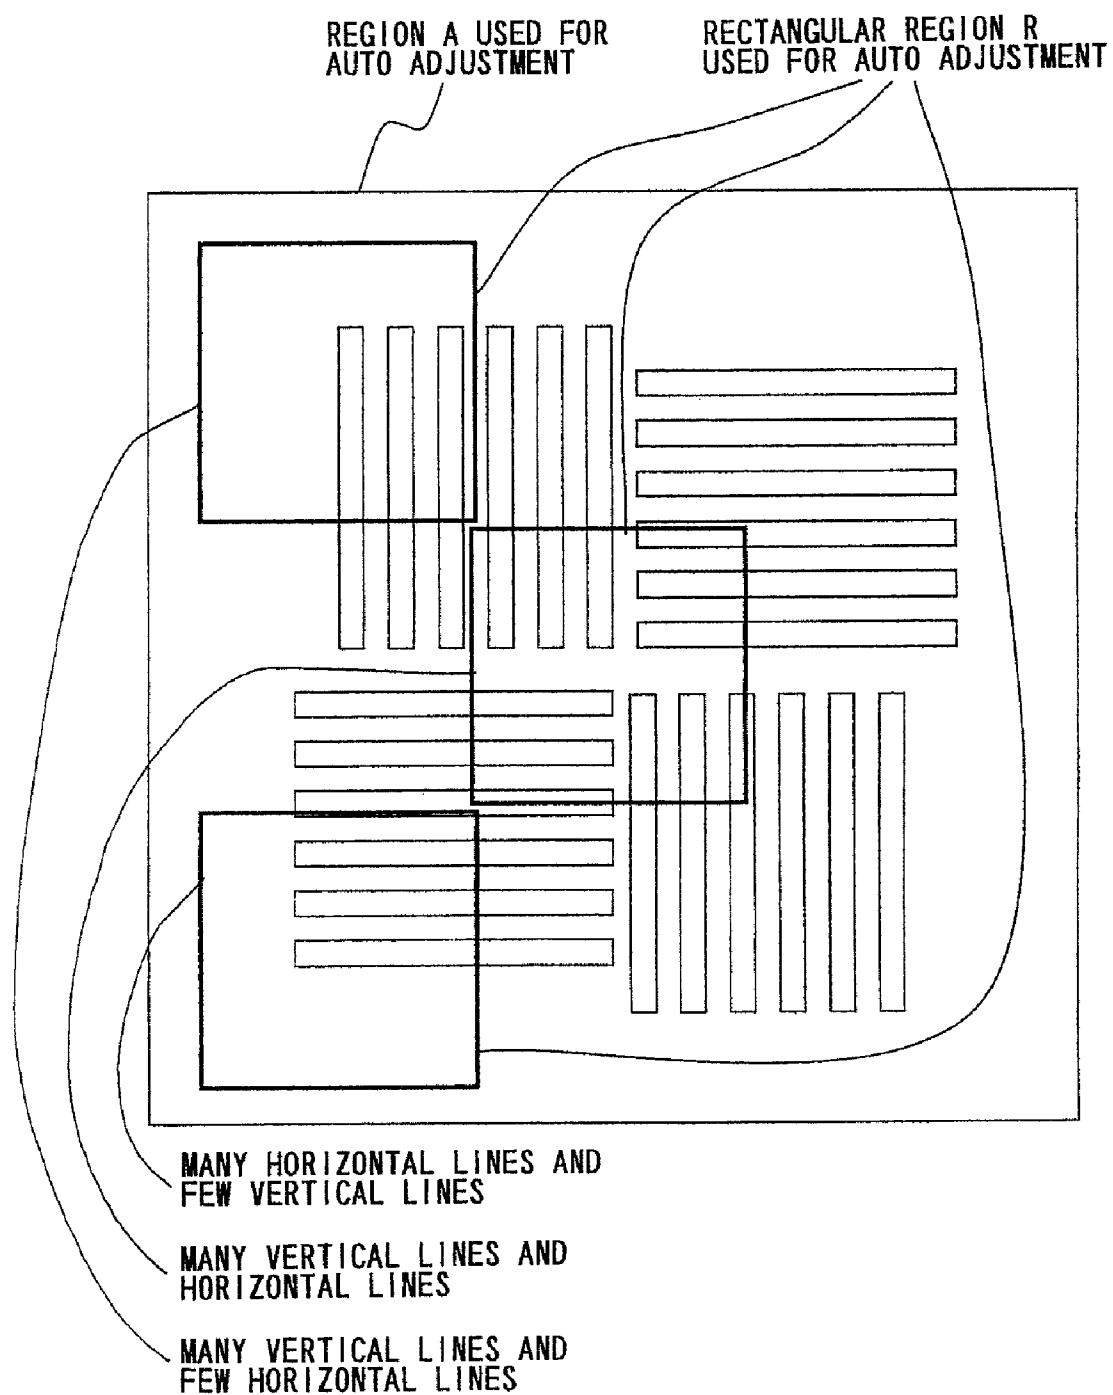 REGION A USED FOR
AUTO ADJUSTMENT
RECTANGULAR REGION R
USED FOR AUTO ADJUSTMENT
MANY HORIZONTAL LINES AND
FEW VERTICAL LINES
MANY VERTICAL LINES AND
HORIZONTAL LINES
MANY VERTICAL LINES AND
FEW HORIZONTAL LINES